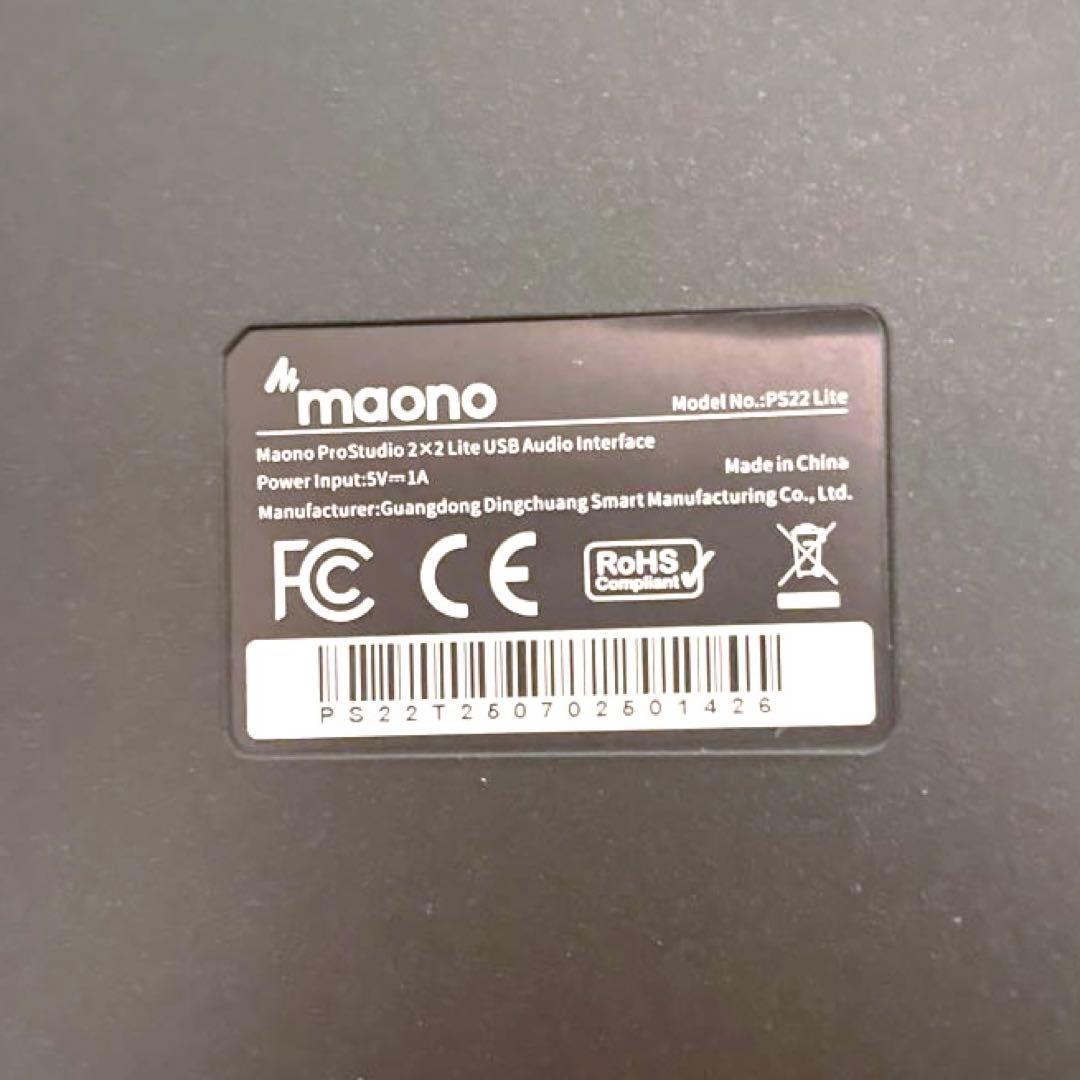 maono
Model No.:PS22 Lite
Maono ProStudio 2×2 Lite USB Audio Interface
Power Input:5V⎓1A
Made in China
Manufacturer:Guangdong Dingchuang Smart Manufacturing Co., Ltd.
FC CE RoHS
Compliant
PS22T250702501426